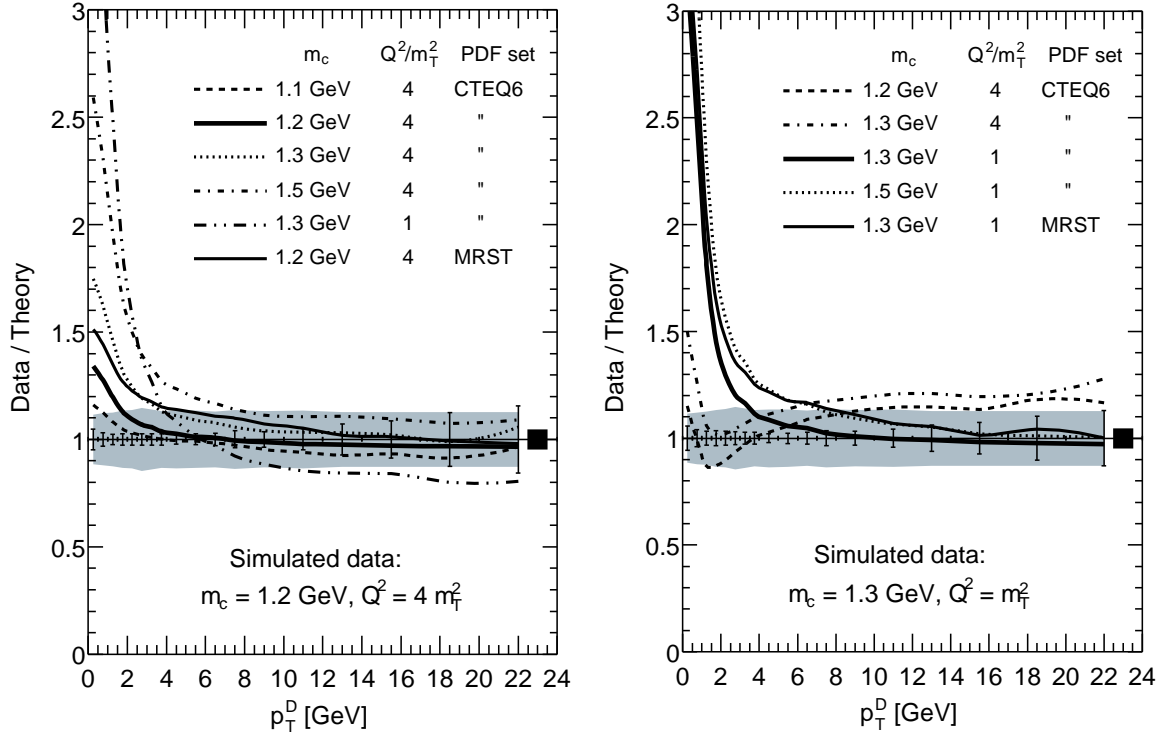 m_c Q^2/m_T^2 PDF set
1.1 GeV 4 CTEQ6
1.2 GeV 4 "
1.3 GeV 4 "
1.5 GeV 4 "
1.3 GeV 1 "
1.2 GeV 4 MRST
3
2.5
2
1.5
1
0.5
0
Data / Theory
Simulated data:
m_c = 1.2 GeV, Q^2 = 4 m_T^2
0 2 4 6 8 10 12 14 16 18 20 22 24
p_T^D [GeV]
m_c Q^2/m_T^2 PDF set
1.2 GeV 4 CTEQ6
1.3 GeV 4 "
1.3 GeV 1 "
1.5 GeV 1 "
1.3 GeV 1 MRST
3
2.5
2
1.5
1
0.5
0
Data / Theory
Simulated data:
m_c = 1.3 GeV, Q^2 = m_T^2
0 2 4 6 8 10 12 14 16 18 20 22 24
p_T^D [GeV]